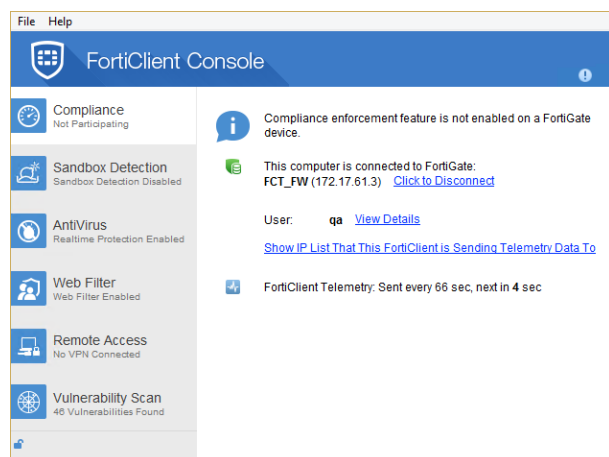 File Help
FortiClient Console
Compliance
Not Participating
Sandbox Detection
Sandbox Detection Disabled
AntiVirus
Realtime Protection Enabled
Web Filter
Web Filter Enabled
Remote Access
No VPN Connected
Vulnerability Scan
46 Vulnerabilities Found
Compliance enforcement feature is not enabled on a FortiGate
device.
This computer is connected to FortiGate:
FCT_FW (172.17.61.3) Click to Disconnect
User: qa View Details
Show IP List That This FortiClient is Sending Telemetry Data To
FortiClient Telemetry: Sent every 66 sec, next in 4 sec